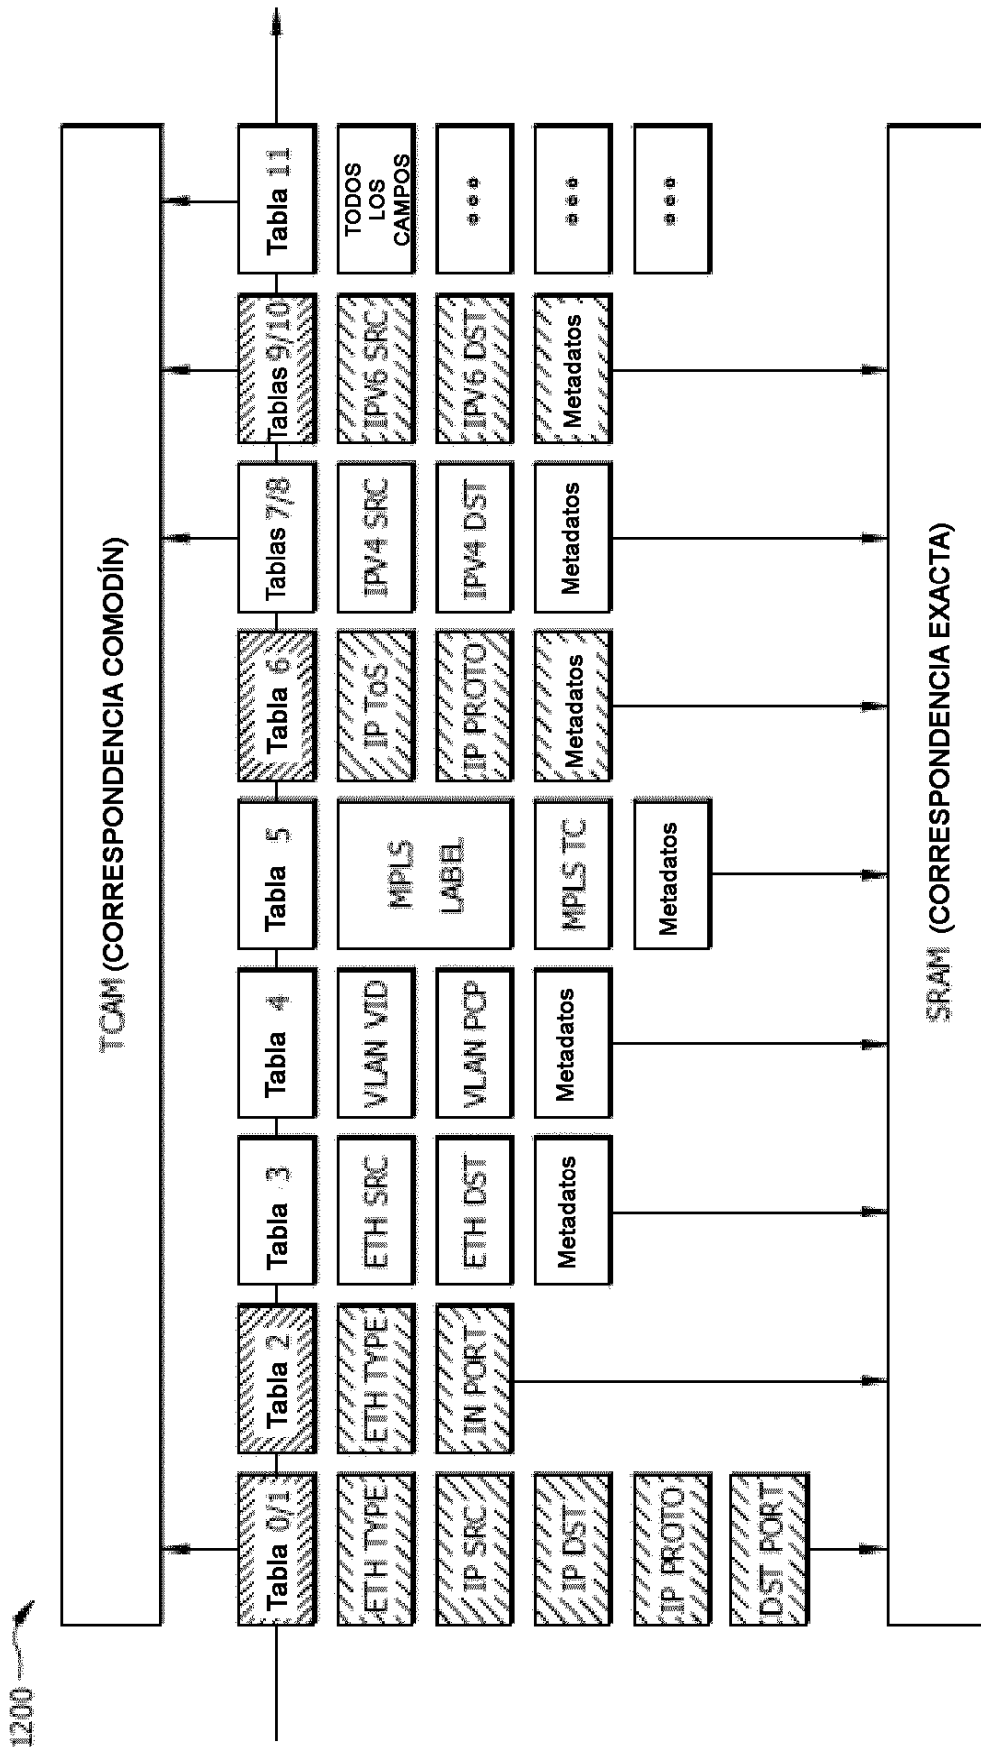 1200
TCAM (CORRESPONDENCIA COMODÍN)
Tabla 0/1
ETH TYPE
IP SRC
IP DST
IP PROTO
DST PORT
Tabla 2
ETH TYPE
IN PORT
Tabla 3
ETH SRC
ETH DST
Metadatos
Tabla 4
VLAN VID
VLAN PCP
Metadatos
Tabla 5
MPLS
LABEL
MPLS TC
Metadatos
Tabla 6
IP ToS
IP PROTO
Metadatos
Tablas 7/8
IPV4 SRC
IPV4 DST
Metadatos
Tablas 9/10
IPV6 SRC
IPV6 DST
Metadatos
Tabla 11
TODOS
LOS
CAMPOS
SRAM (CORRESPONDENCIA EXACTA)